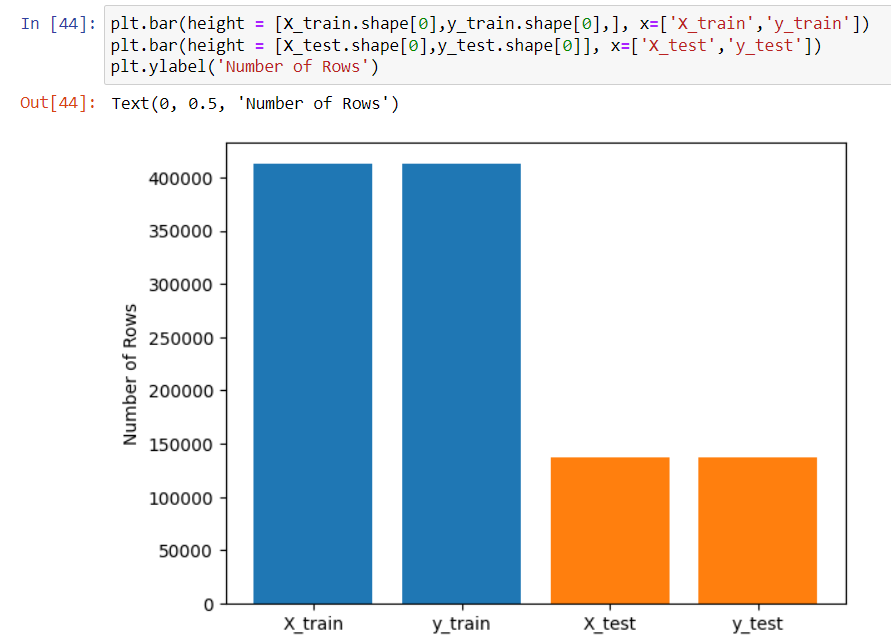 In [44]: plt.bar(height = [X_train.shape[0],y_train.shape[0],], x=['X_train','y_train'])
plt.bar(height = [X_test.shape[0],y_test.shape[0]], x=['X_test','y_test'])
plt.ylabel('Number of Rows')
Out[44]: Text(0, 0.5, 'Number of Rows')
400000
350000
300000
250000
200000
150000
100000
50000
0
Number of Rows
X_train y_train X_test y_test